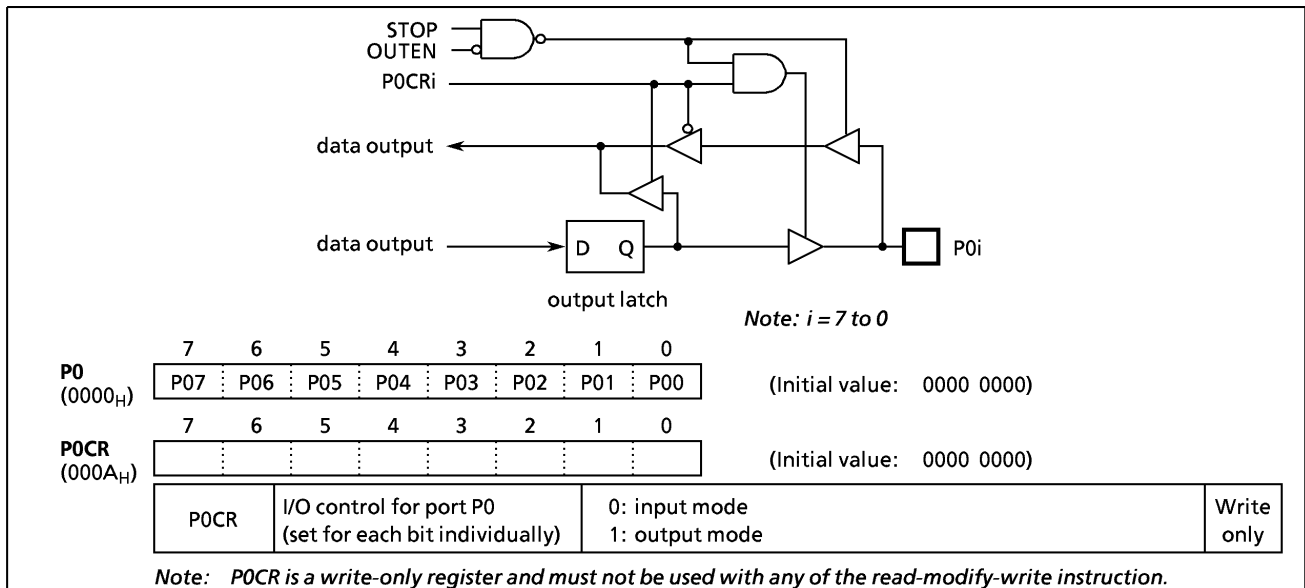 STOP
OUTEN
P0CRi
data output
data output
D Q
P0i
output latch
Note: i = 7 to 0
7 6 5 4 3 2 1 0
P0
(0000H)
P07 P06 P05 P04 P03 P02 P01 P00
(Initial value: 0000 0000)
7 6 5 4 3 2 1 0
P0CR
(000AH)
(Initial value: 0000 0000)
P0CR
I/O control for port P0
(set for each bit individually)
0: input mode
1: output mode
Write
only
Note: P0CR is a write-only register and must not be used with any of the read-modify-write instruction.